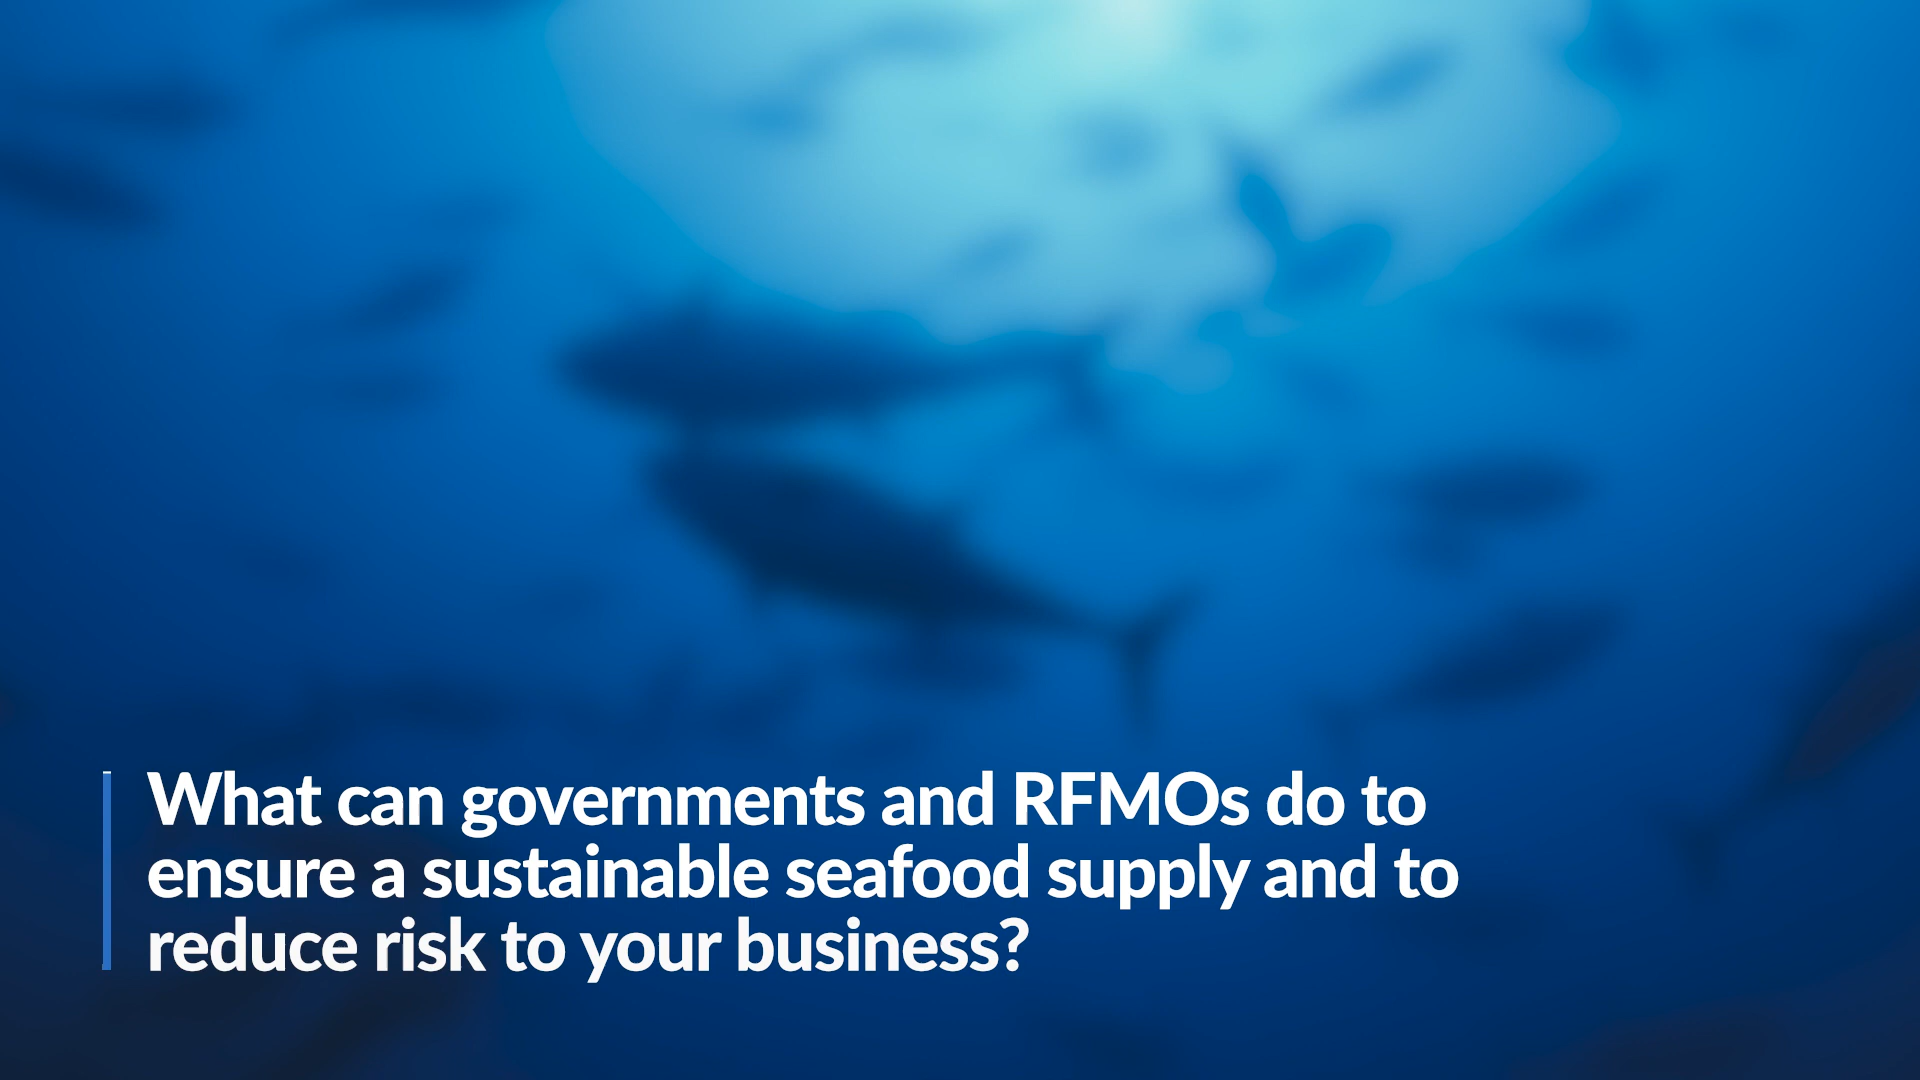 What can governments and RFMOs do to
ensure a sustainable seafood supply and to
reduce risk to your business?